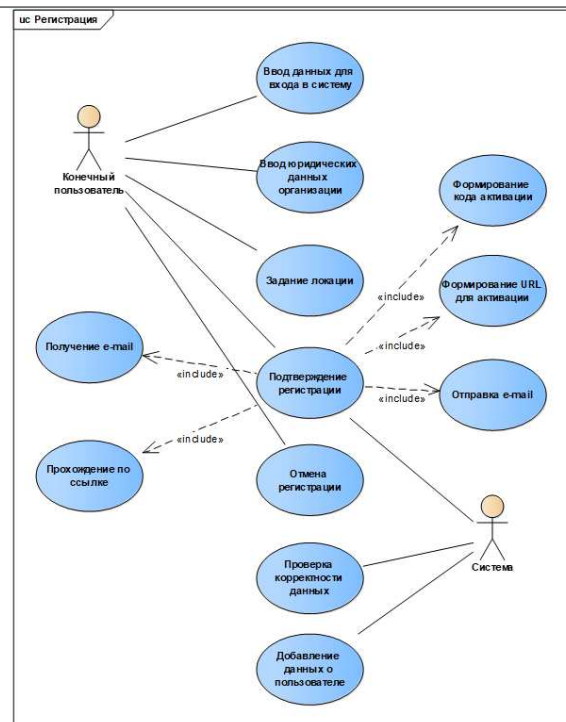 uc Регистрация
Ввод данных для
входа в систему
Конечный
пользователь
Ввод юридических
данных
организации
Формирование
кода активации
Задание локации
«include»
Формирование URL
для активации
Получение e-mail
«include»
Подтверждение
регистрации
«include»
Отправка e-mail
«include»
Прохождение по
ссылке
Отмена
регистрации
Проверка
корректности
данных
Система
Добавление
данных о
пользователе